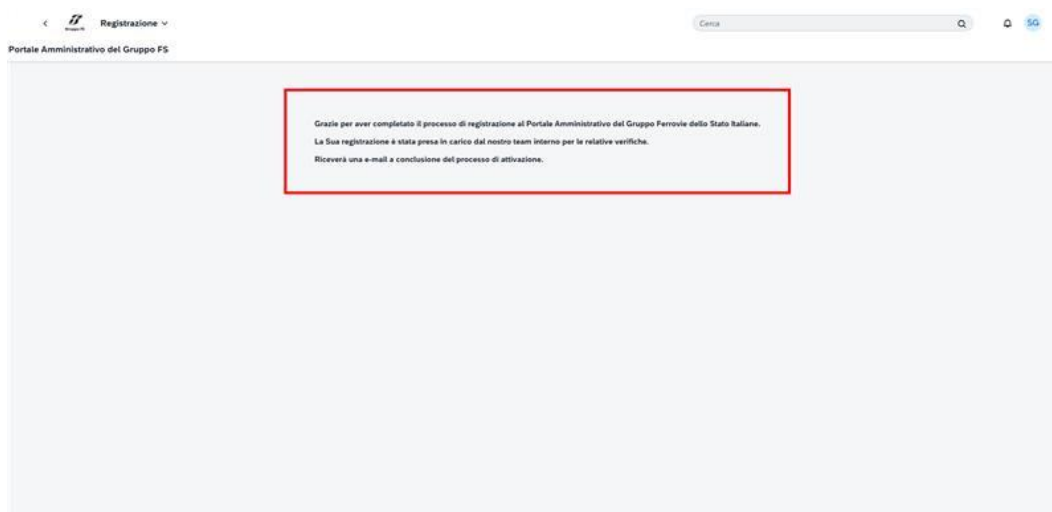 Gruppo FS
Registrazione
Cerca
SG
Portale Amministrativo del Gruppo FS
Grazie per aver completato il processo di registrazione al Portale Amministrativo del Gruppo Ferrovie dello Stato Italiane.
La Sua registrazione è stata presa in carico dal nostro team interno per le relative verifiche.
Riceverà una e-mail a conclusione del processo di attivazione.